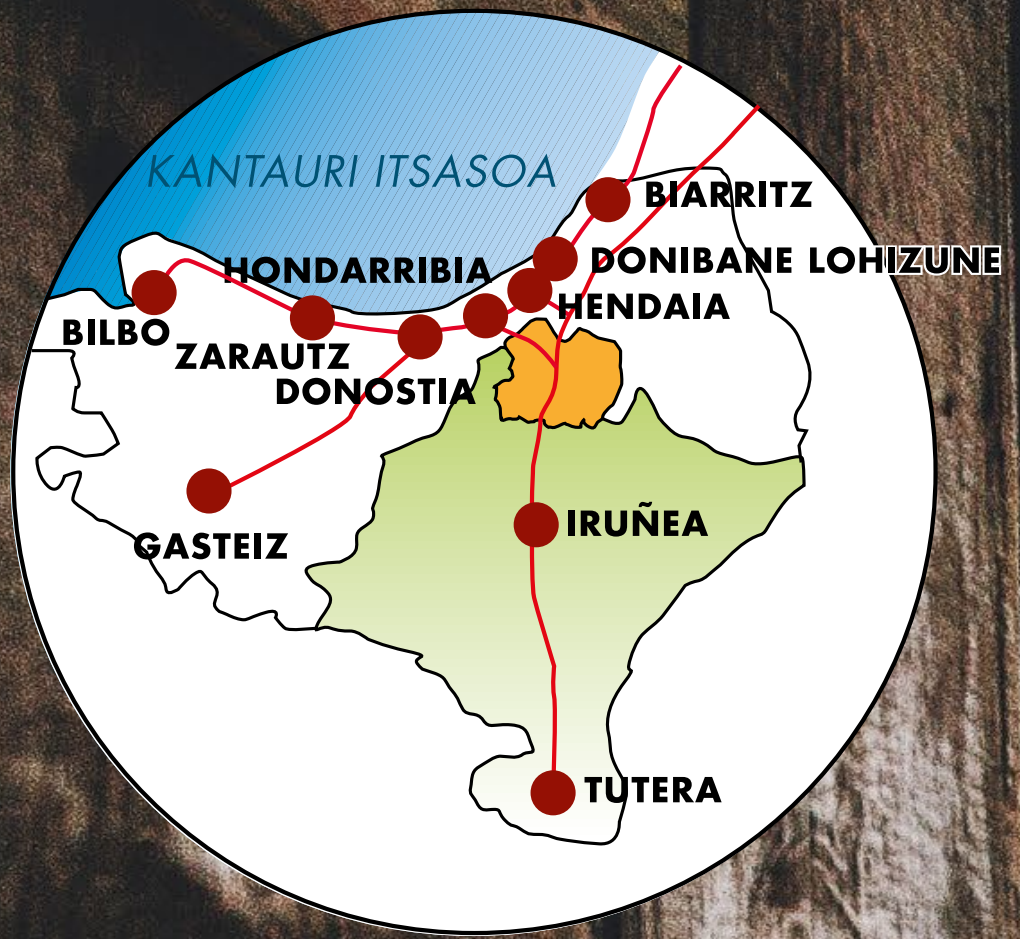 KANTAURI ITSASOA
BIARRITZ
DONIBANE LOHIZUNE
HONDARRIBIA
HENDAIA
BILBO
ZARAUTZ
DONOSTIA
IRUÑEA
GASTEIZ
TUTERA